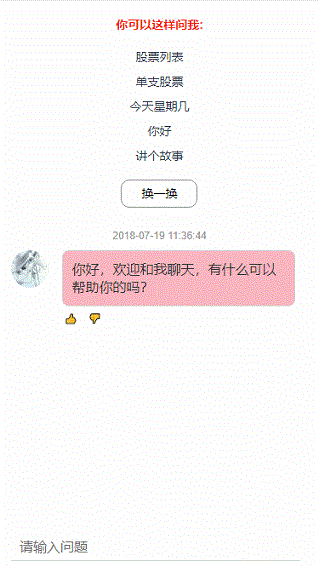 你可以这样问我:
股票列表
单支股票
今天星期几
你好
讲个故事
换一换
2018-07-19 11:36:44
你好，欢迎和我聊天，有什么可以
帮助你的吗?
请输入问题